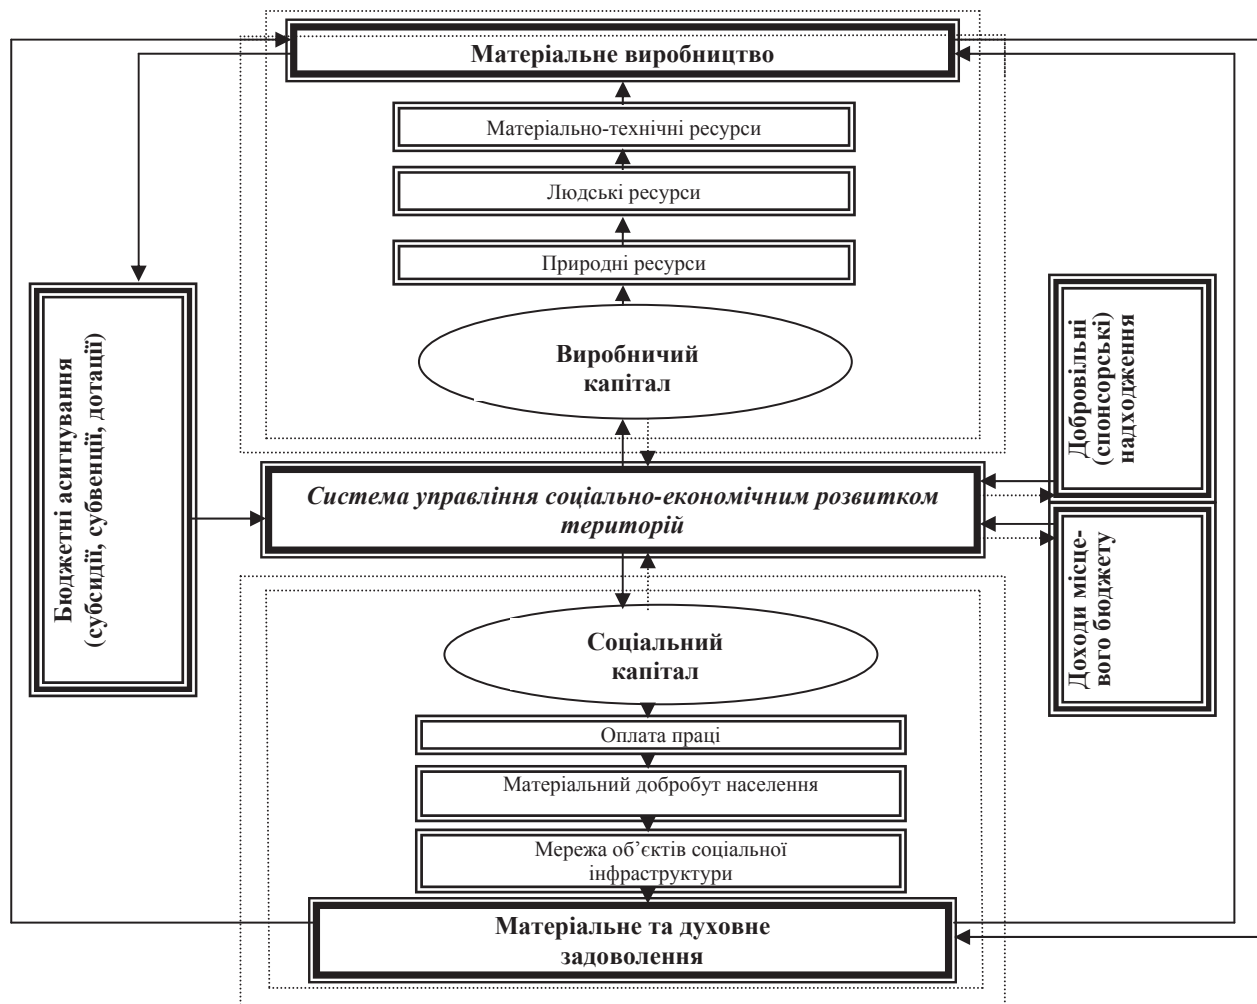 Матеріальне виробництво
Матеріально-технічні ресурси
Людські ресурси
Природні ресурси
Виробничий
капітал
Бюджетні асигнування
(субсидії, субвенції, дотації)
Добровільні
(спонсорські)
надходження
Система управління соціально-економічним розвитком
територій
Доходи місце-
вого бюджету
Соціальний
капітал
Оплата праці
Матеріальний добробут населення
Мережа об’єктів соціальної
інфраструктури
Матеріальне та духовне
задоволення